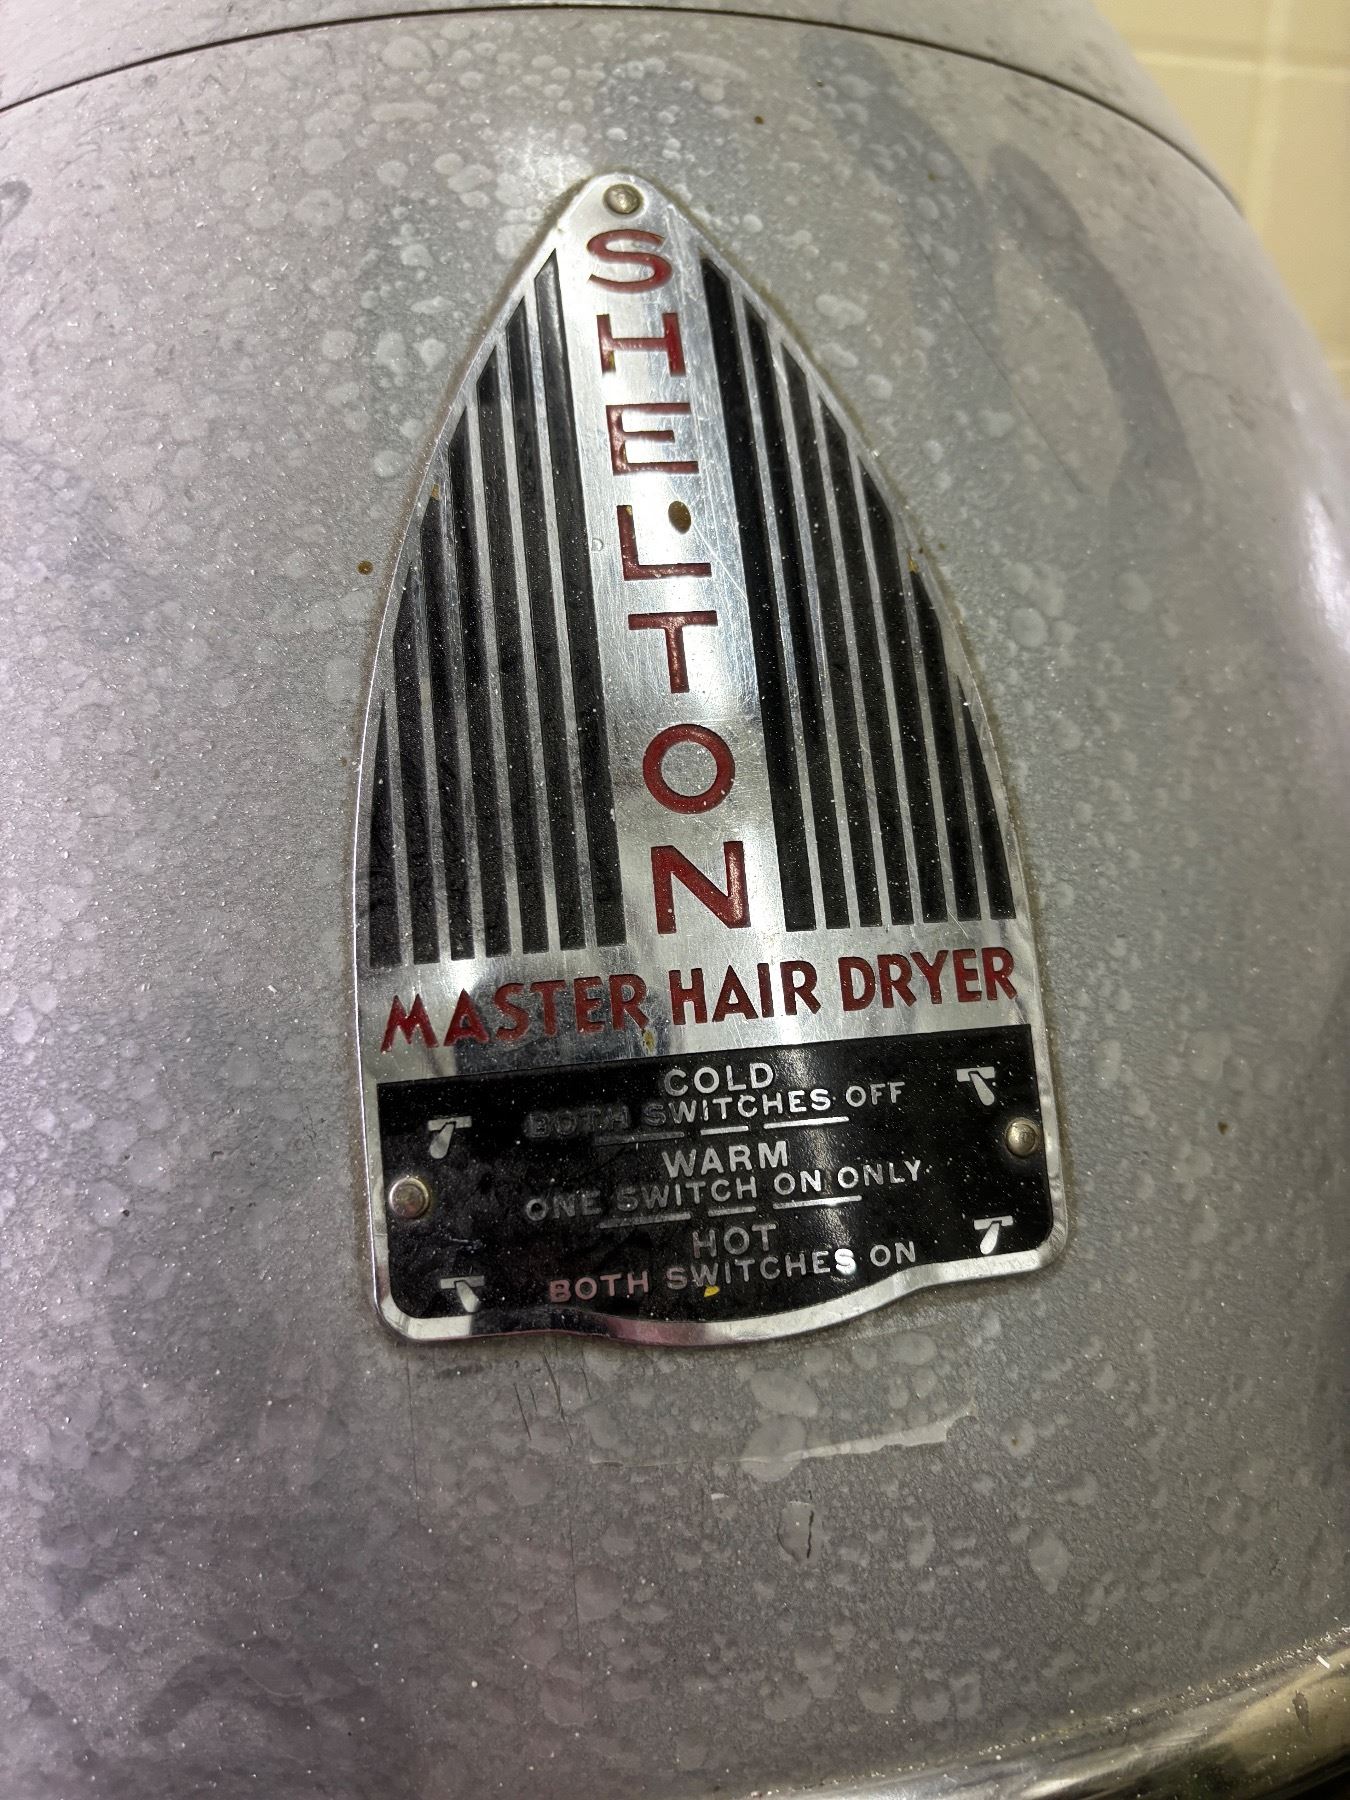 SHELTON
MASTER HAIR DRYER
COLD
BOTH SWITCHES OFF
WARM
ONE SWITCH ON ONLY
HOT
BOTH SWITCHES ON